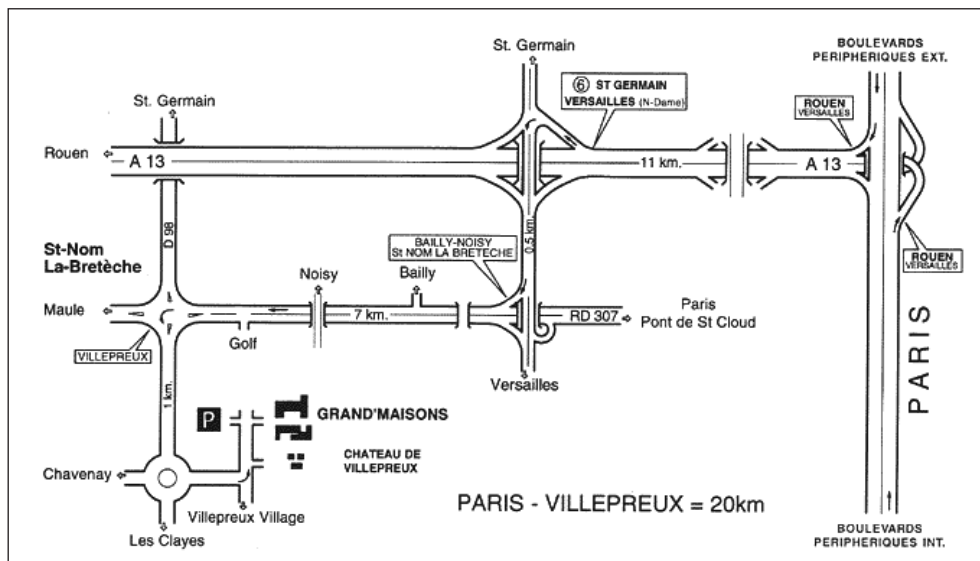 St. Germain
BOULEVARDS
PERIPHERIQUES EXT.
⑥ ST GERMAIN
VERSAILLES (N-Dame)
St. Germain
ROUEN
VERSAILLES
Rouen
A 13
11 km.
A 13
D 98
0,5 km.
St-Nom
La-Bretèche
BAILLY-NOISY
St NOM LA BRETECHE
ROUEN
VERSAILLES
Noisy
Bailly
Maule
7 km.
RD 307
Paris
Pont de St Cloud
PARIS
VILLEPREUX
Golf
Versailles
1 km.
P
GRAND'MAISONS
CHATEAU DE
VILLEPREUX
Chavenay
Villepreux Village
PARIS - VILLEPREUX = 20km
Les Clayes
BOULEVARDS
PERIPHERIQUES INT.